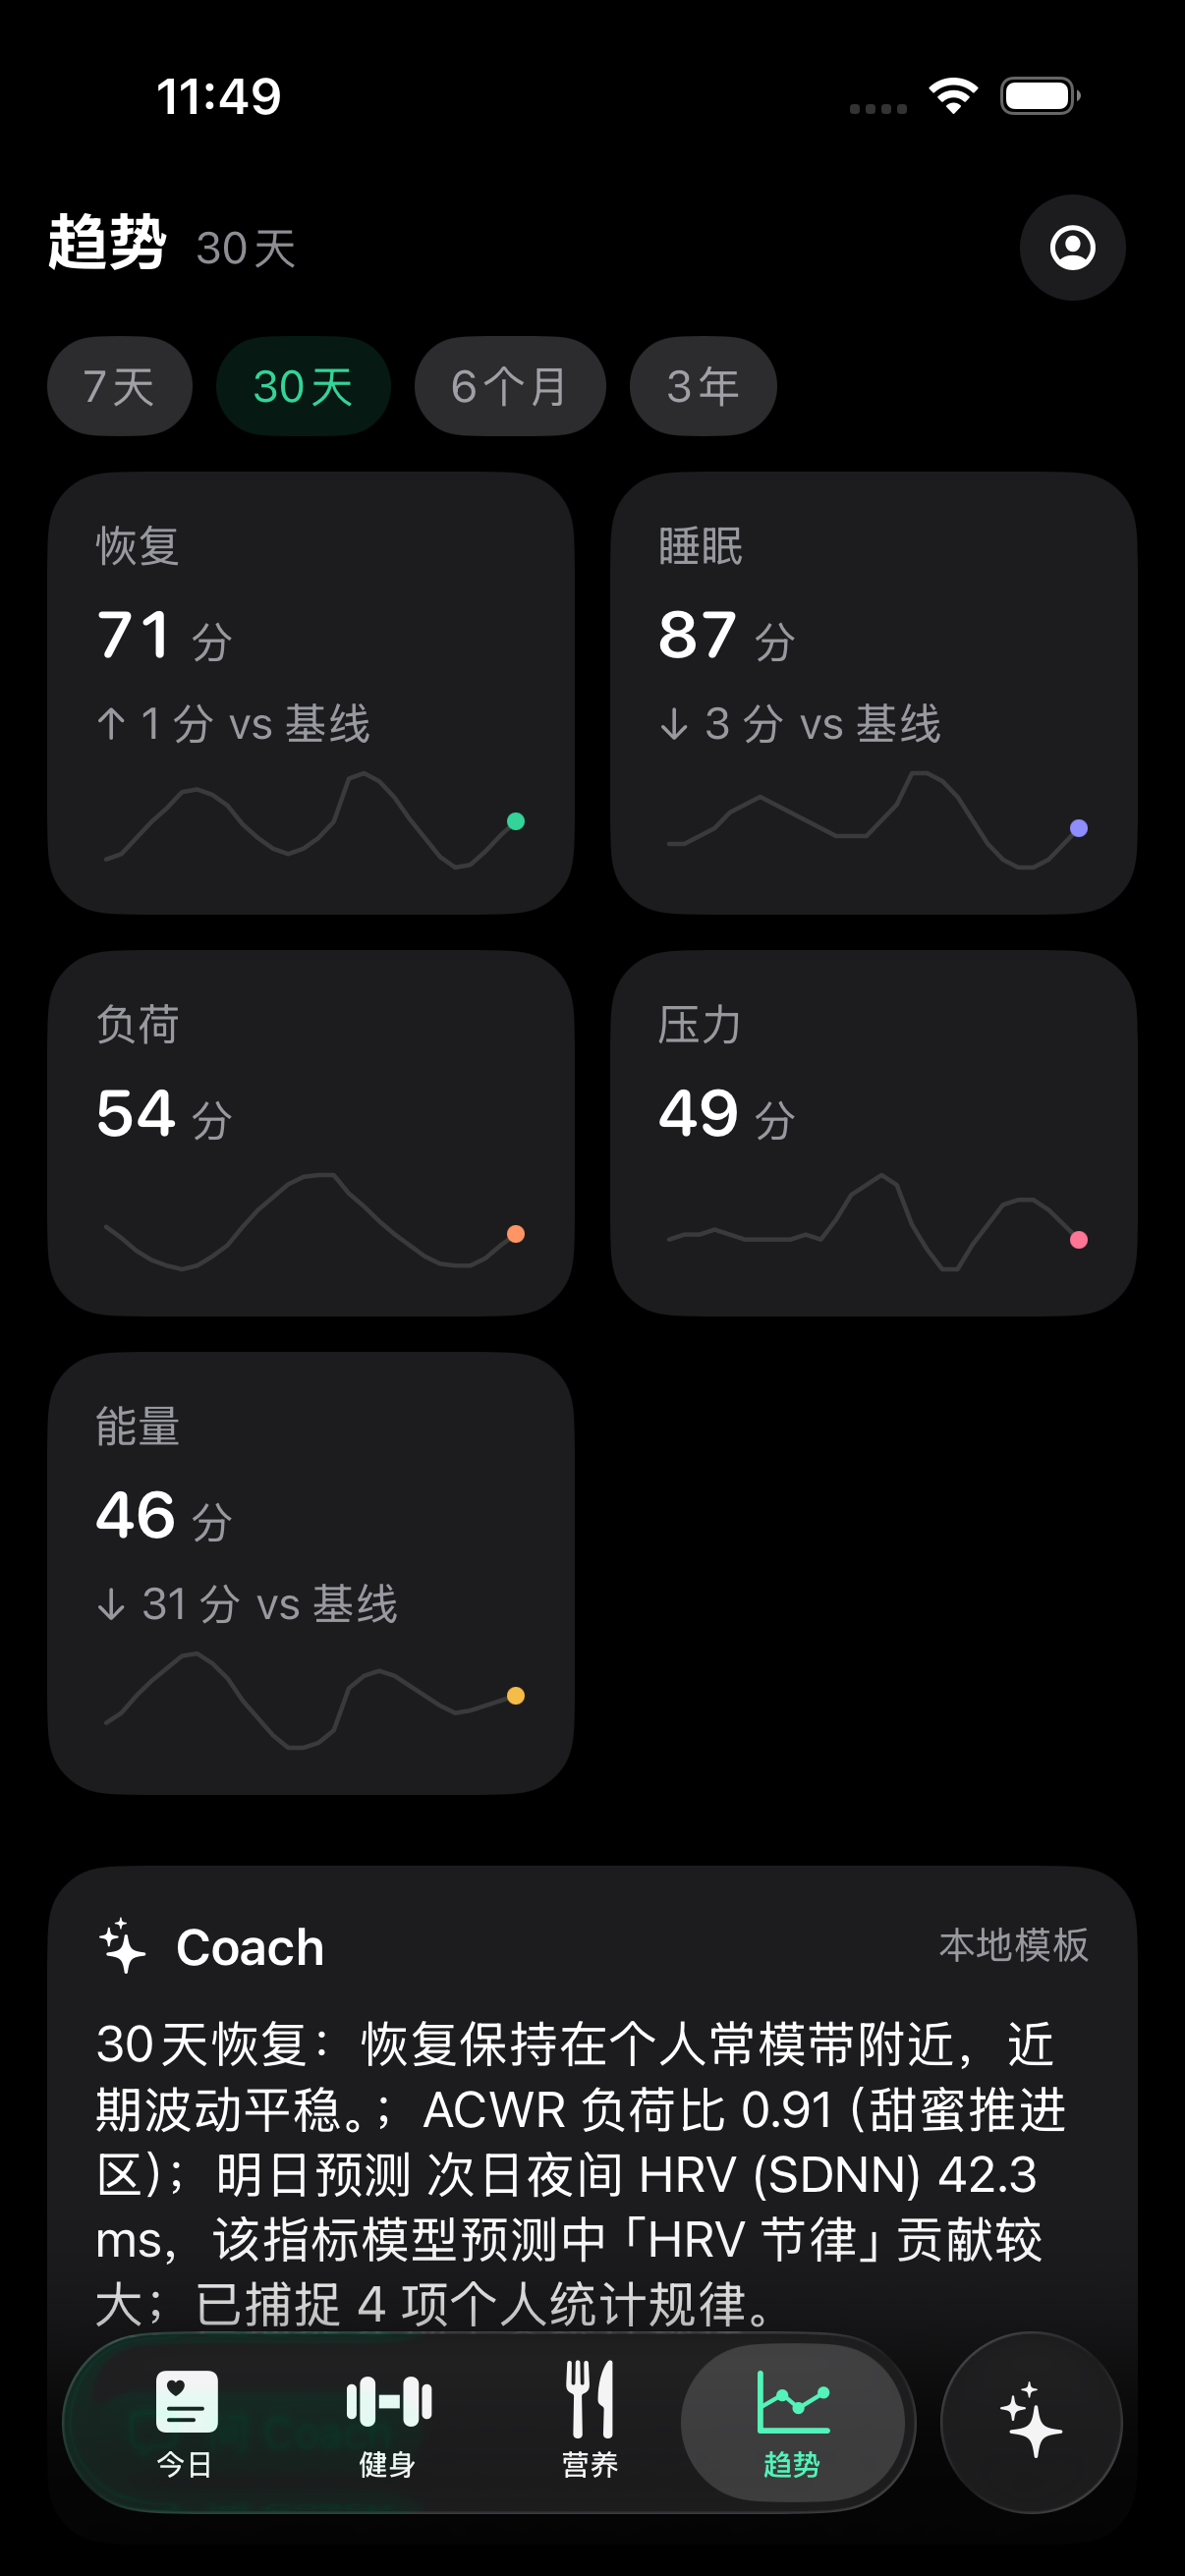 11:49
趋势 30天
7天 30天 6个月 3年
恢复
71 分
↑ 1 分 vs 基线
睡眠
87 分
↓ 3 分 vs 基线
负荷
54 分
压力
49 分
能量
46 分
↓ 31 分 vs 基线
Coach
本地模板
30天恢复：恢复保持在个人常模带附近，近
期波动平稳。；ACWR 负荷比 0.91（甜蜜推进
区）；明日预测 次日夜间 HRV (SDNN) 42.3
ms，该指标模型预测中「HRV 节律」贡献较
大；已捕捉 4 项个人统计规律。
今日 健身 营养 趋势